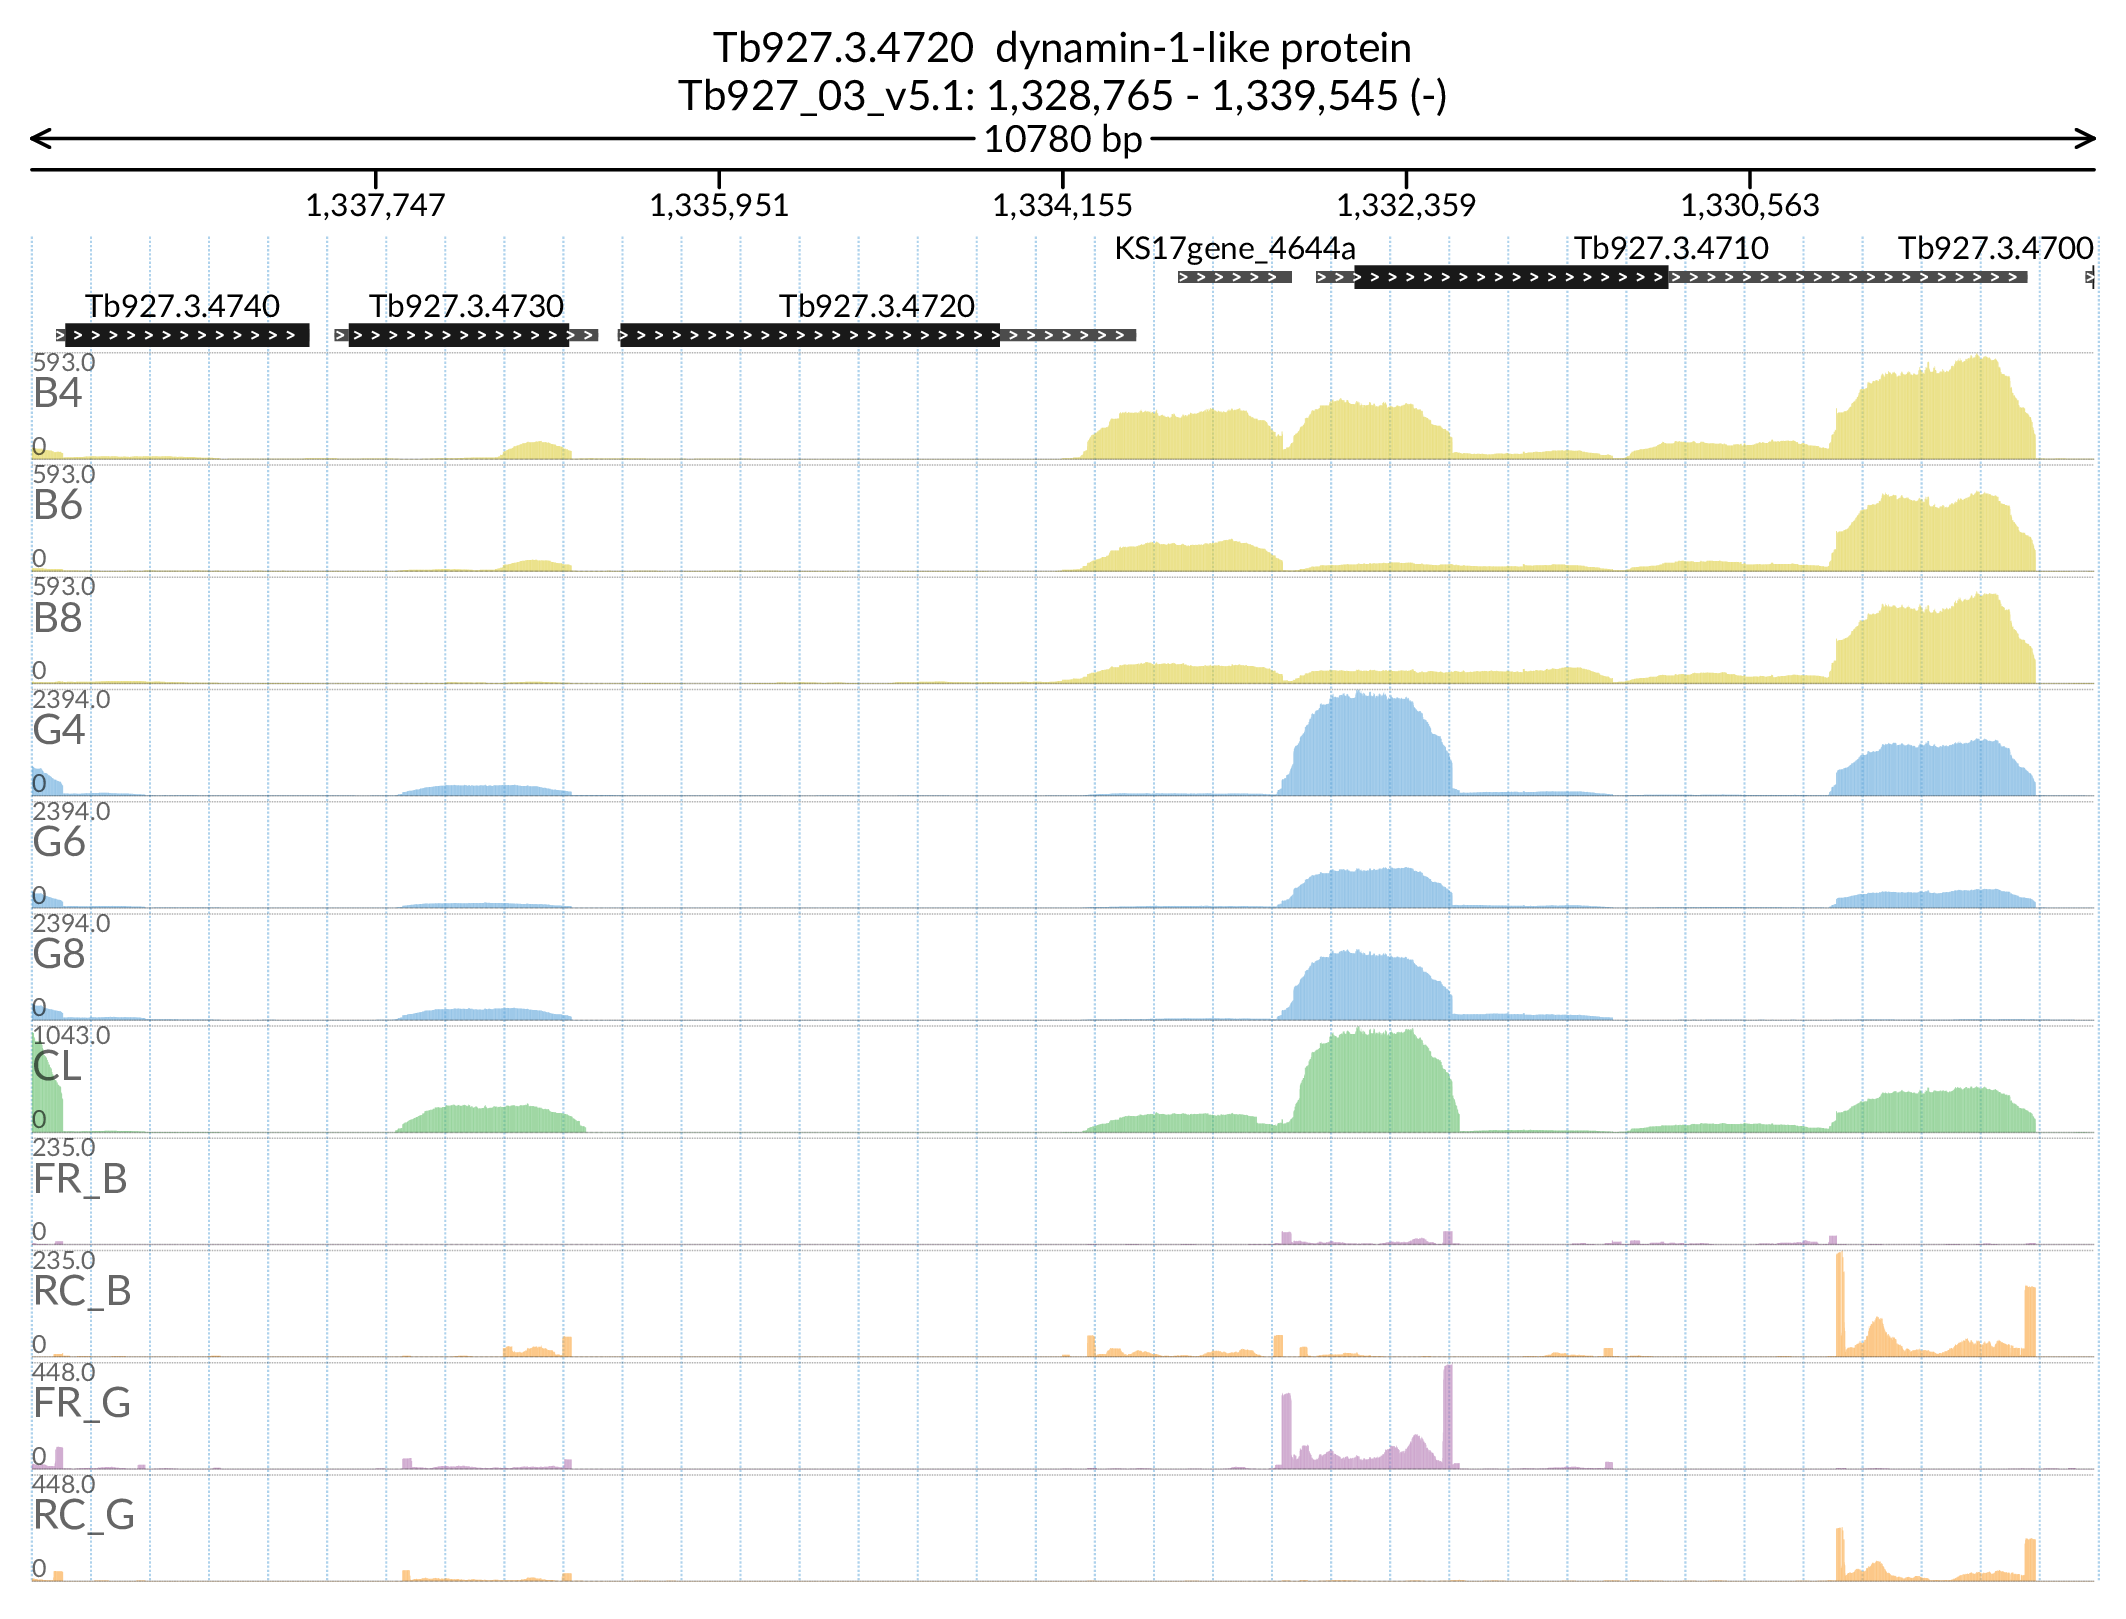 Tb927.3.4720 dynamin-1-like protein
Tb927_03_v5.1: 1,328,765 - 1,339,545 (-)
10780 bp
1,337,747 1,335,951 1,334,155 1,332,359 1,330,563
KS17gene_4644a Tb927.3.4710 Tb927.3.4700
Tb927.3.4740 Tb927.3.4730 Tb927.3.4720
593.0
B4
0
593.0
B6
0
593.0
B8
0
2394.0
G4
0
2394.0
G6
0
2394.0
G8
0
1043.0
CL
0
235.0
FR_B
0
235.0
RC_B
0
448.0
FR_G
0
448.0
RC_G
0